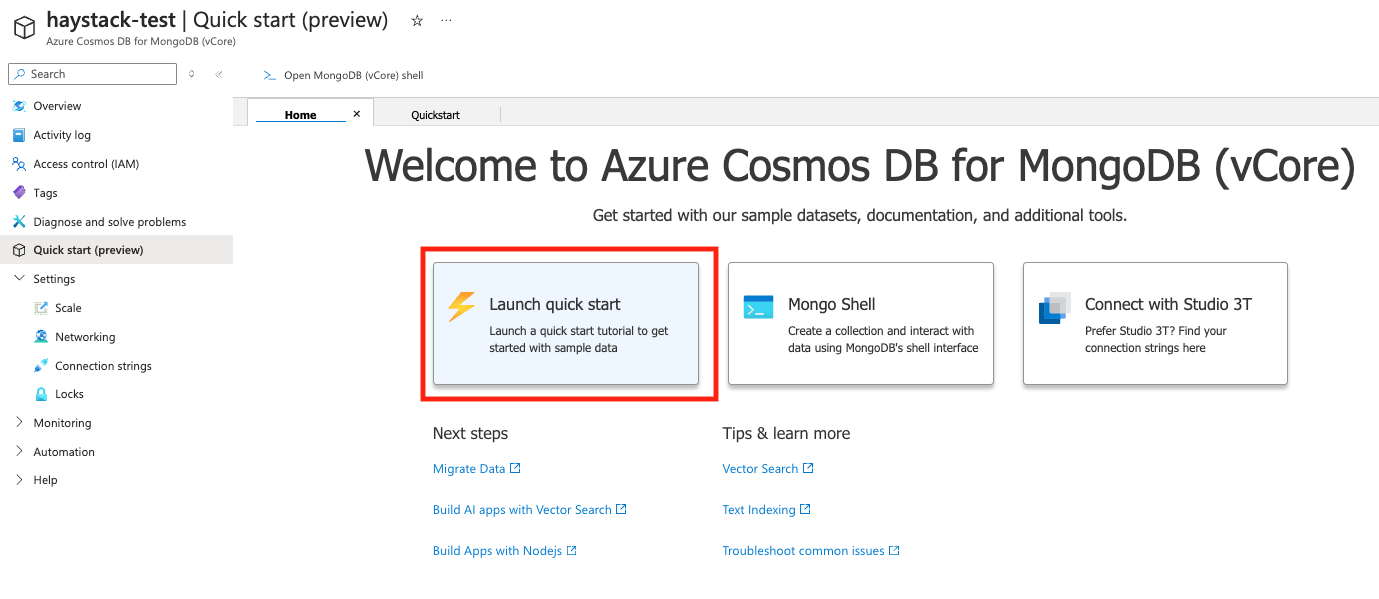 haystack-test | Quick start (preview)
Azure Cosmos DB for MongoDB (vCore)
Search
Open MongoDB (vCore) shell
Overview
Activity log
Access control (IAM)
Tags
Diagnose and solve problems
Quick start (preview)
Settings
Scale
Networking
Connection strings
Locks
Monitoring
Automation
Help
Home
Quickstart
Welcome to Azure Cosmos DB for MongoDB (vCore)
Get started with our sample datasets, documentation, and additional tools.
Launch quick start
Launch a quick start tutorial to get
started with sample data
Mongo Shell
Create a collection and interact with
data using MongoDB's shell interface
Connect with Studio 3T
Prefer Studio 3T? Find your
connection strings here
Next steps
Migrate Data
Build AI apps with Vector Search
Build Apps with Nodejs
Tips & learn more
Vector Search
Text Indexing
Troubleshoot common issues